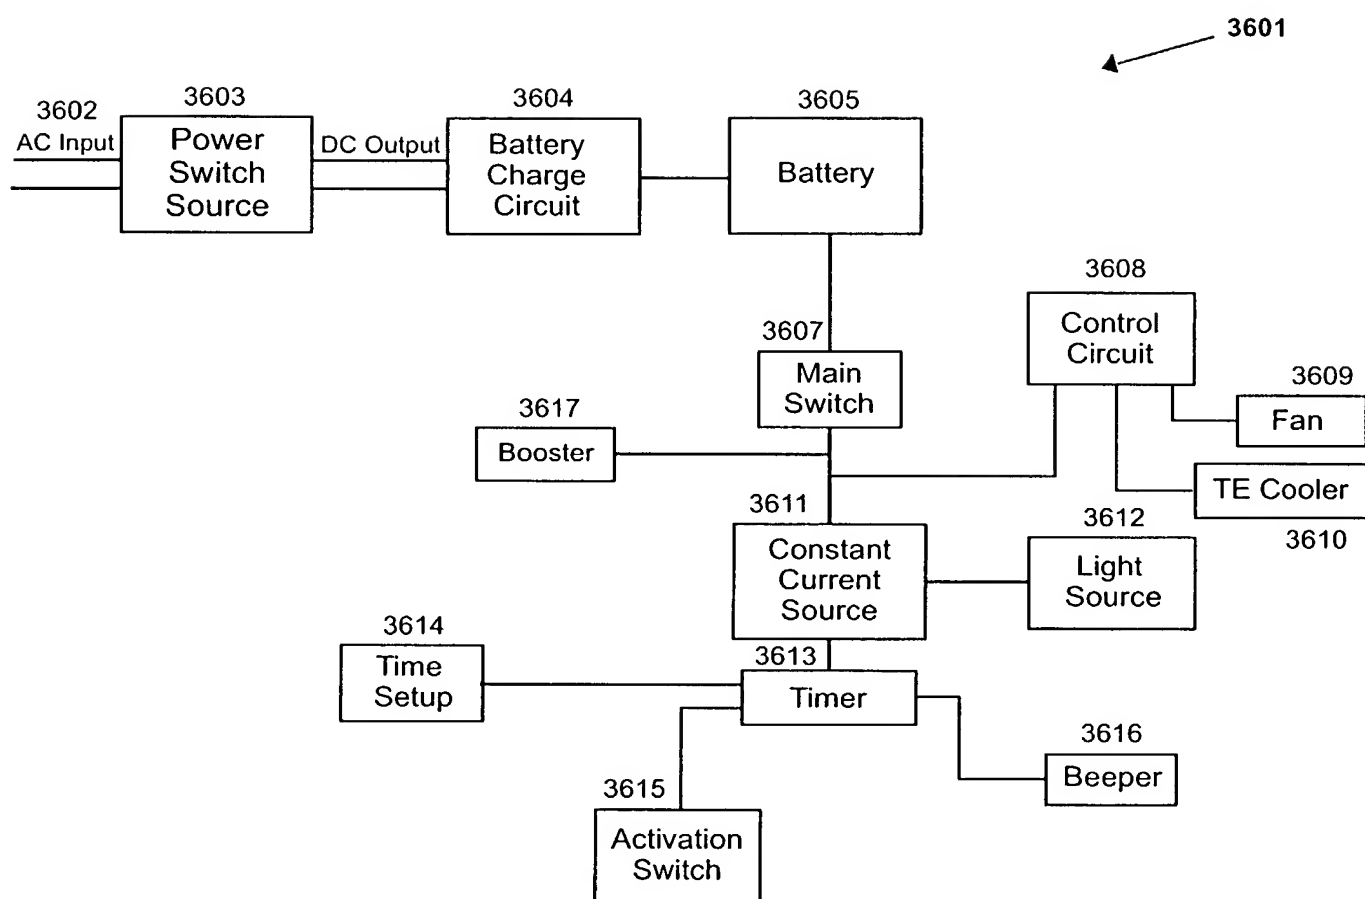 3601
3602
AC Input
3603
Power
Switch
Source
DC Output
3604
Battery
Charge
Circuit
3605
Battery
3607
Main
Switch
3608
Control
Circuit
3609
Fan
TE Cooler
3610
3617
Booster
3611
Constant
Current
Source
3612
Light
Source
3614
Time
Setup
3613
Timer
3615
Activation
Switch
3616
Beeper